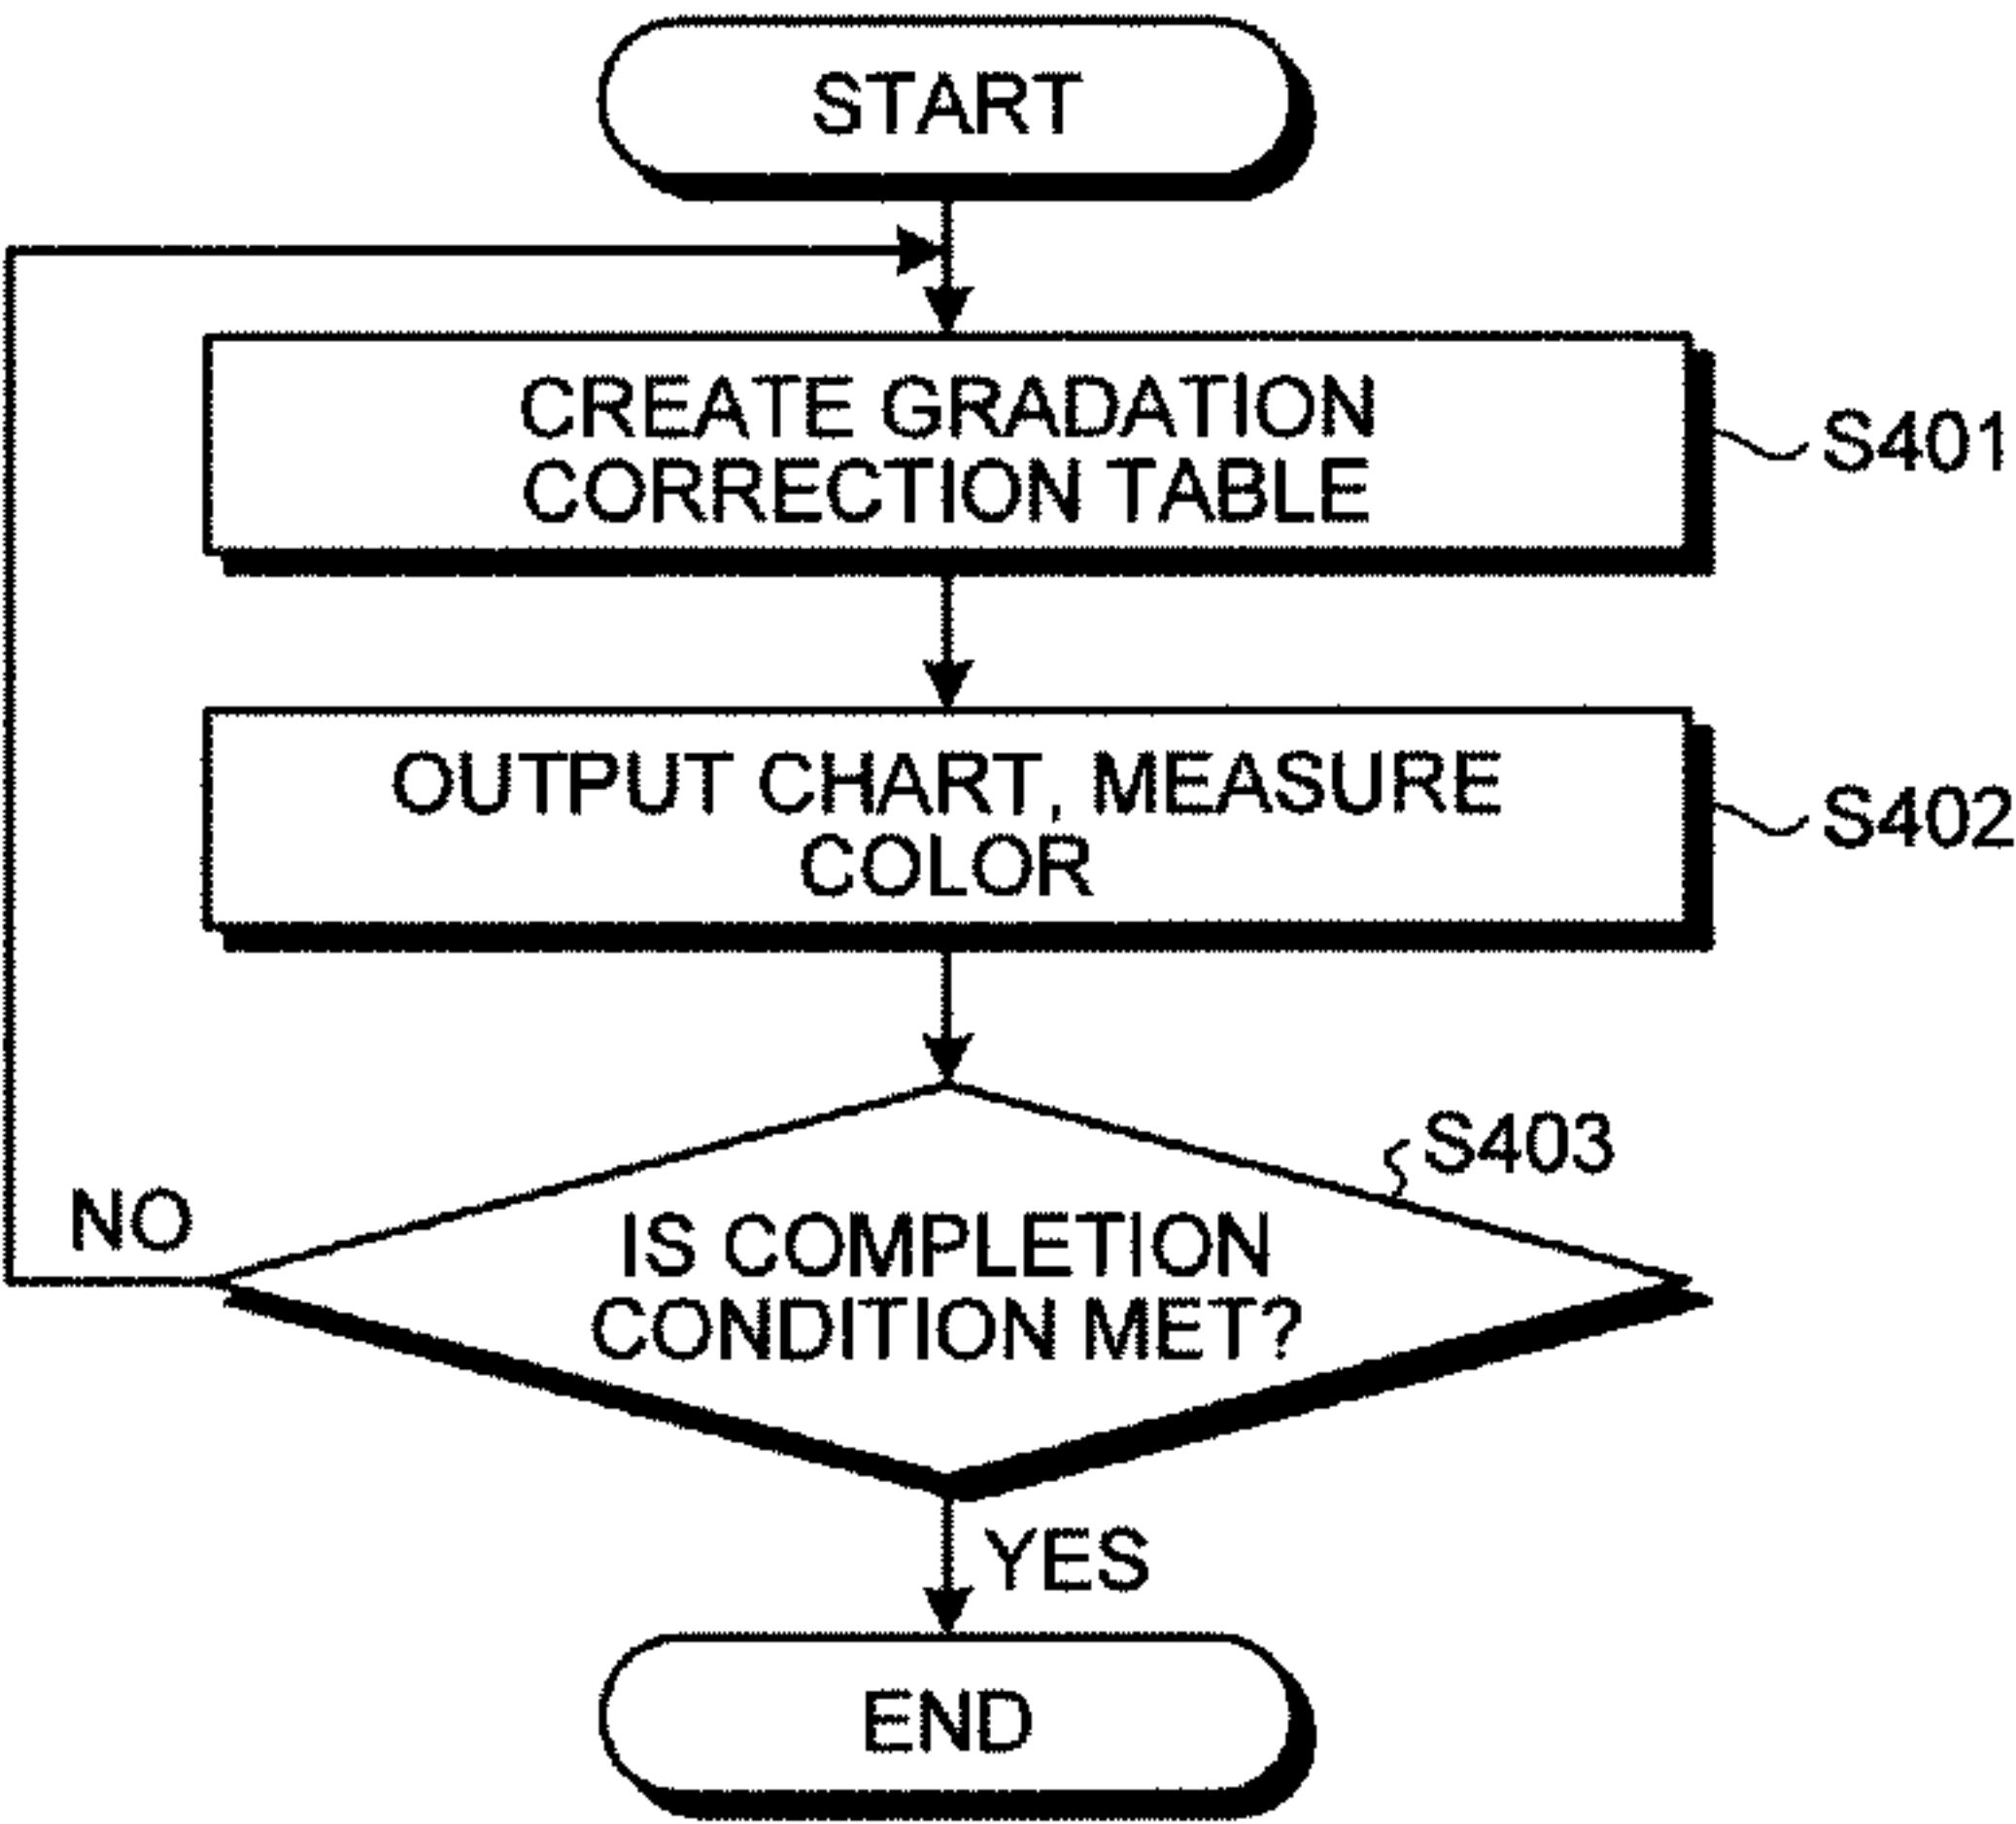 START
CREATE GRADATION
CORRECTION TABLE
S401
OUTPUT CHART, MEASURE
COLOR
S402
S403
IS COMPLETION
CONDITION MET?
NO
YES
END